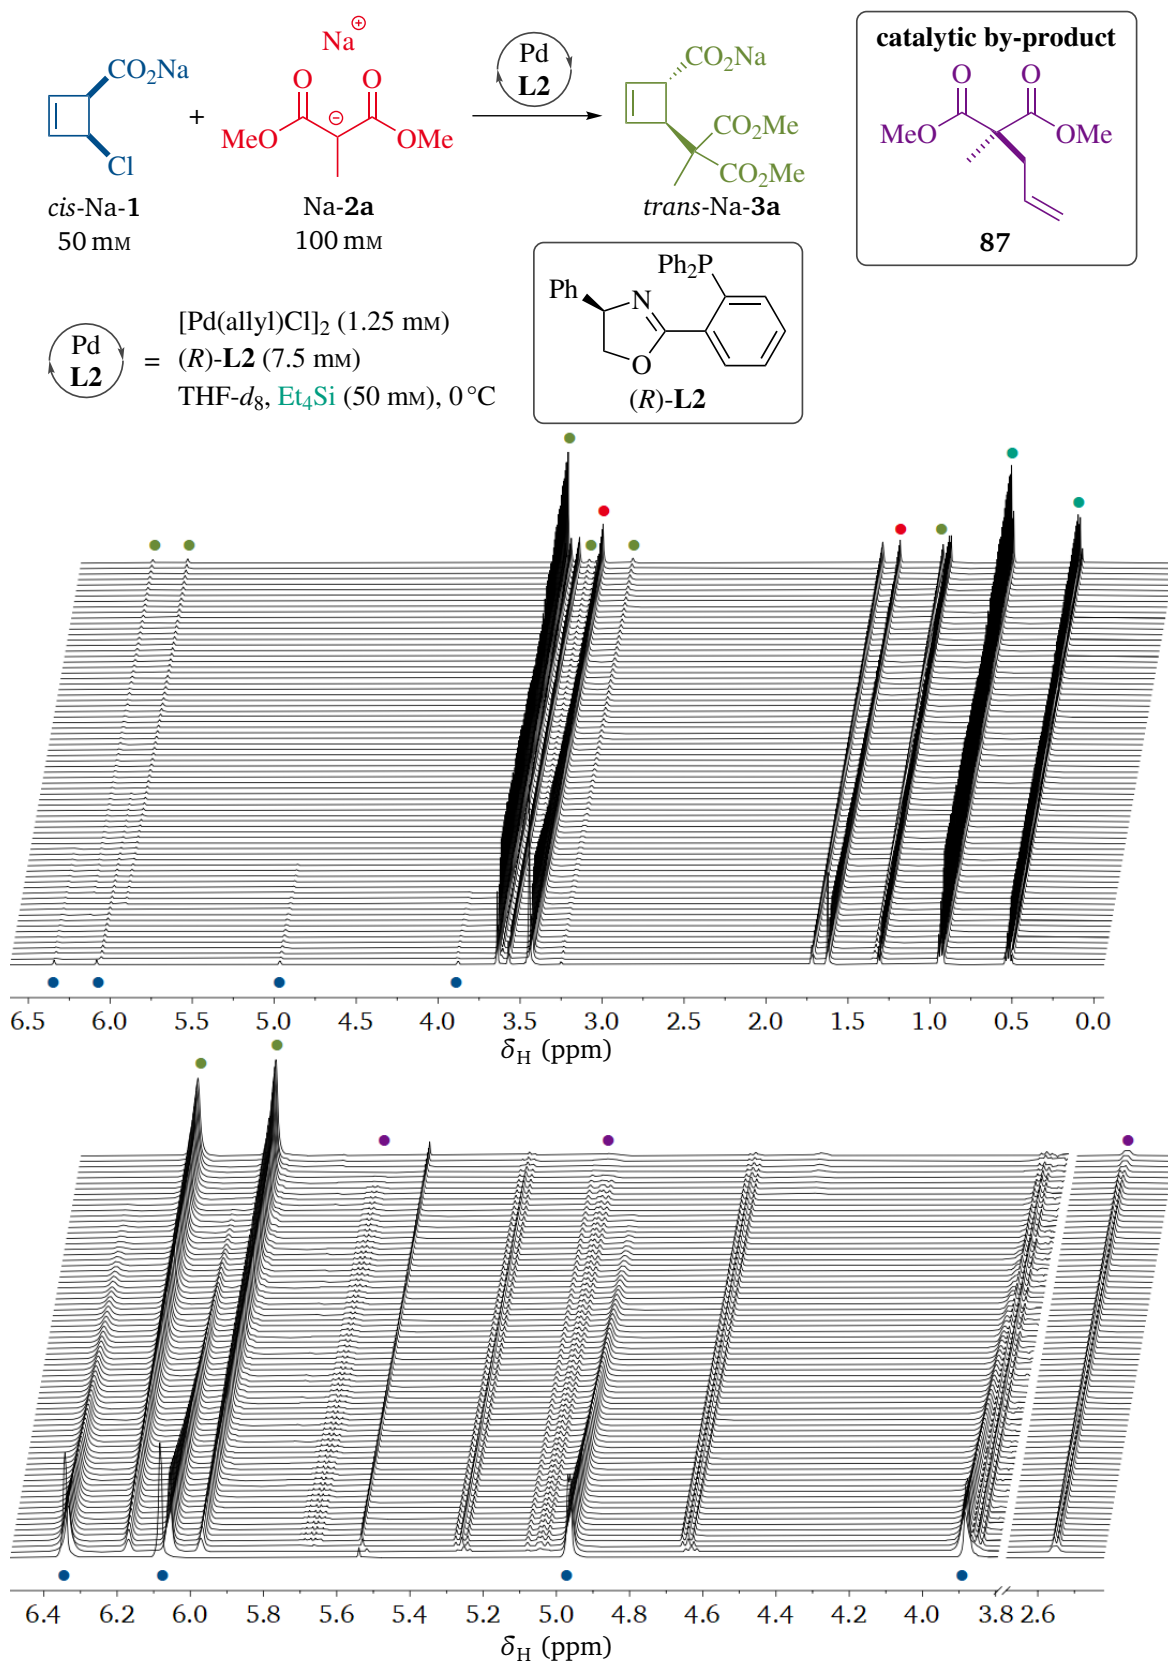 CO2Na
Cl
cis-Na-1
50 mM
+
Na⊕
O O
MeO ⊖ OMe
Na-2a
100 mM
Pd
L2
CO2Na
CO2Me
CO2Me
trans-Na-3a
catalytic by-product
O O
MeO OMe
87
Pd
L2
=
[Pd(allyl)Cl]2 (1.25 mM)
(R)-L2 (7.5 mM)
THF-d8, Et4Si (50 mM), 0 °C
Ph2P
Ph
N
O
(R)-L2
6.5 6.0 5.5 5.0 4.5 4.0 3.5 3.0 2.5 2.0 1.5 1.0 0.5 0.0
δH (ppm)
6.4 6.2 6.0 5.8 5.6 5.4 5.2 5.0 4.8 4.6 4.4 4.2 4.0 3.8 2.6
δH (ppm)